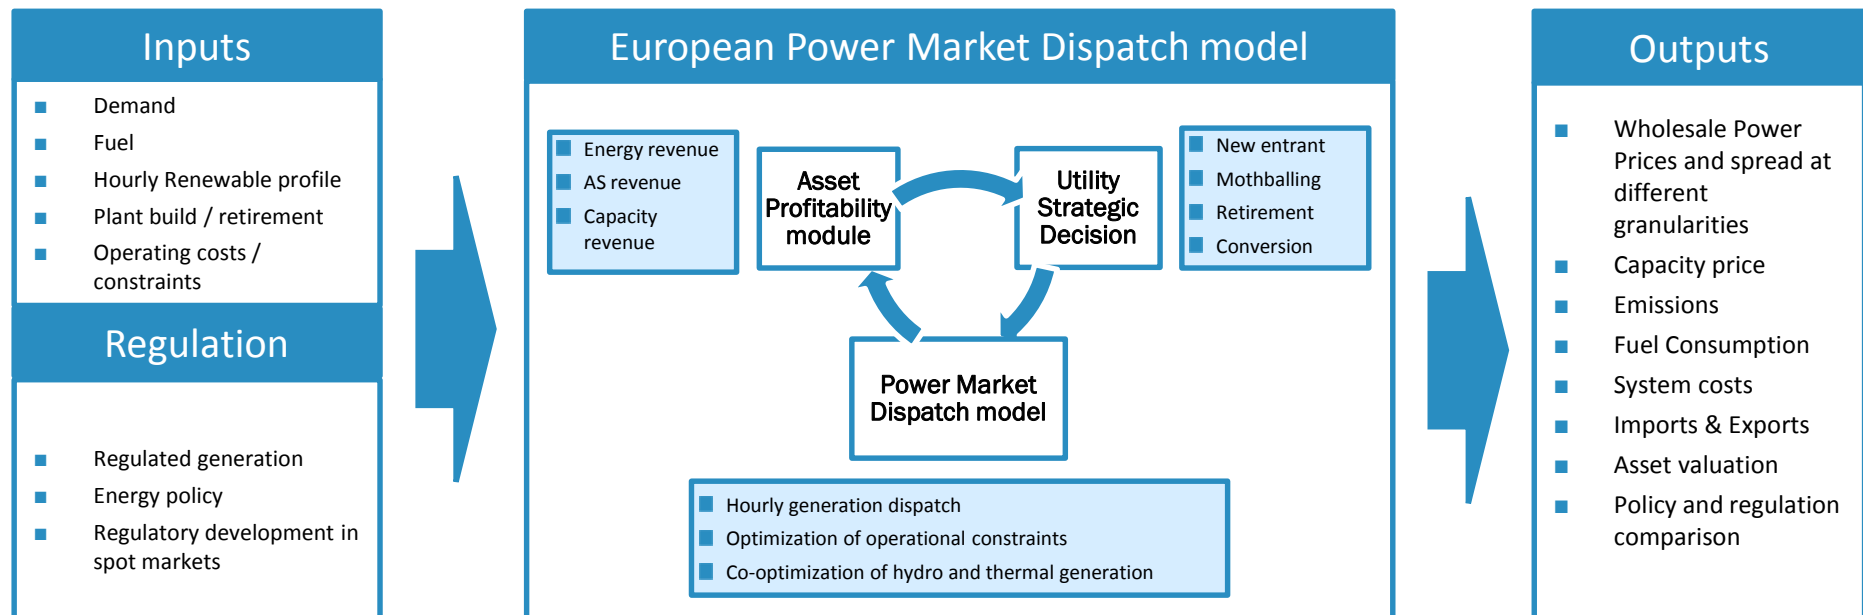 Inputs
Demand
Fuel
Hourly Renewable profile
Plant build / retirement
Operating costs /
constraints
Regulation
Regulated generation
Energy policy
Regulatory development in
spot markets
European Power Market Dispatch model
Energy revenue
AS revenue
Capacity
revenue
Asset
Profitability
module
Utility
Strategic
Decision
New entrant
Mothballing
Retirement
Conversion
Power Market
Dispatch model
Hourly generation dispatch
Optimization of operational constraints
Co-optimization of hydro and thermal generation
Outputs
Wholesale Power
Prices and spread at
different
granularities
Capacity price
Emissions
Fuel Consumption
System costs
Imports & Exports
Asset valuation
Policy and regulation
comparison